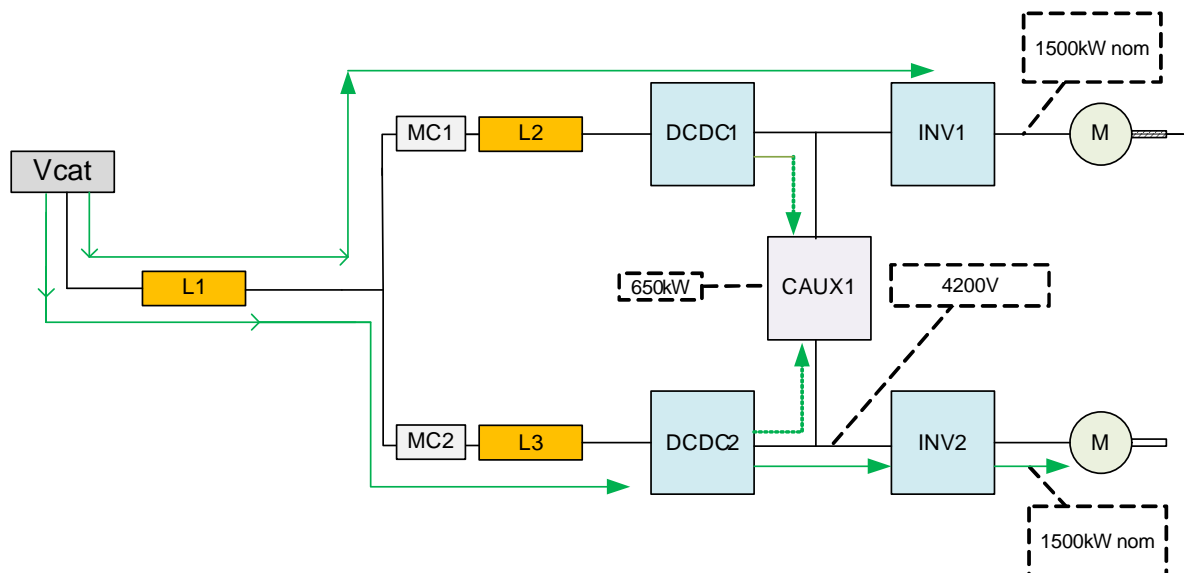 1500kW nom
MC1
L2
DCDC1
INV1
M
Vcat
L1
650kW
CAUX1
4200V
MC2
L3
DCDC2
INV2
M
1500kW nom